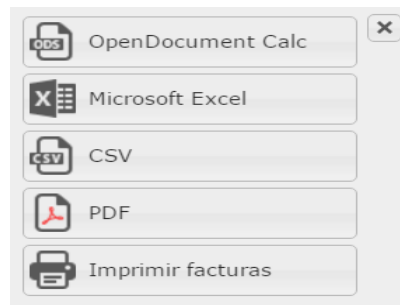 ODS OpenDocument Calc
X Microsoft Excel
CSV CSV
PDF
Imprimir facturas